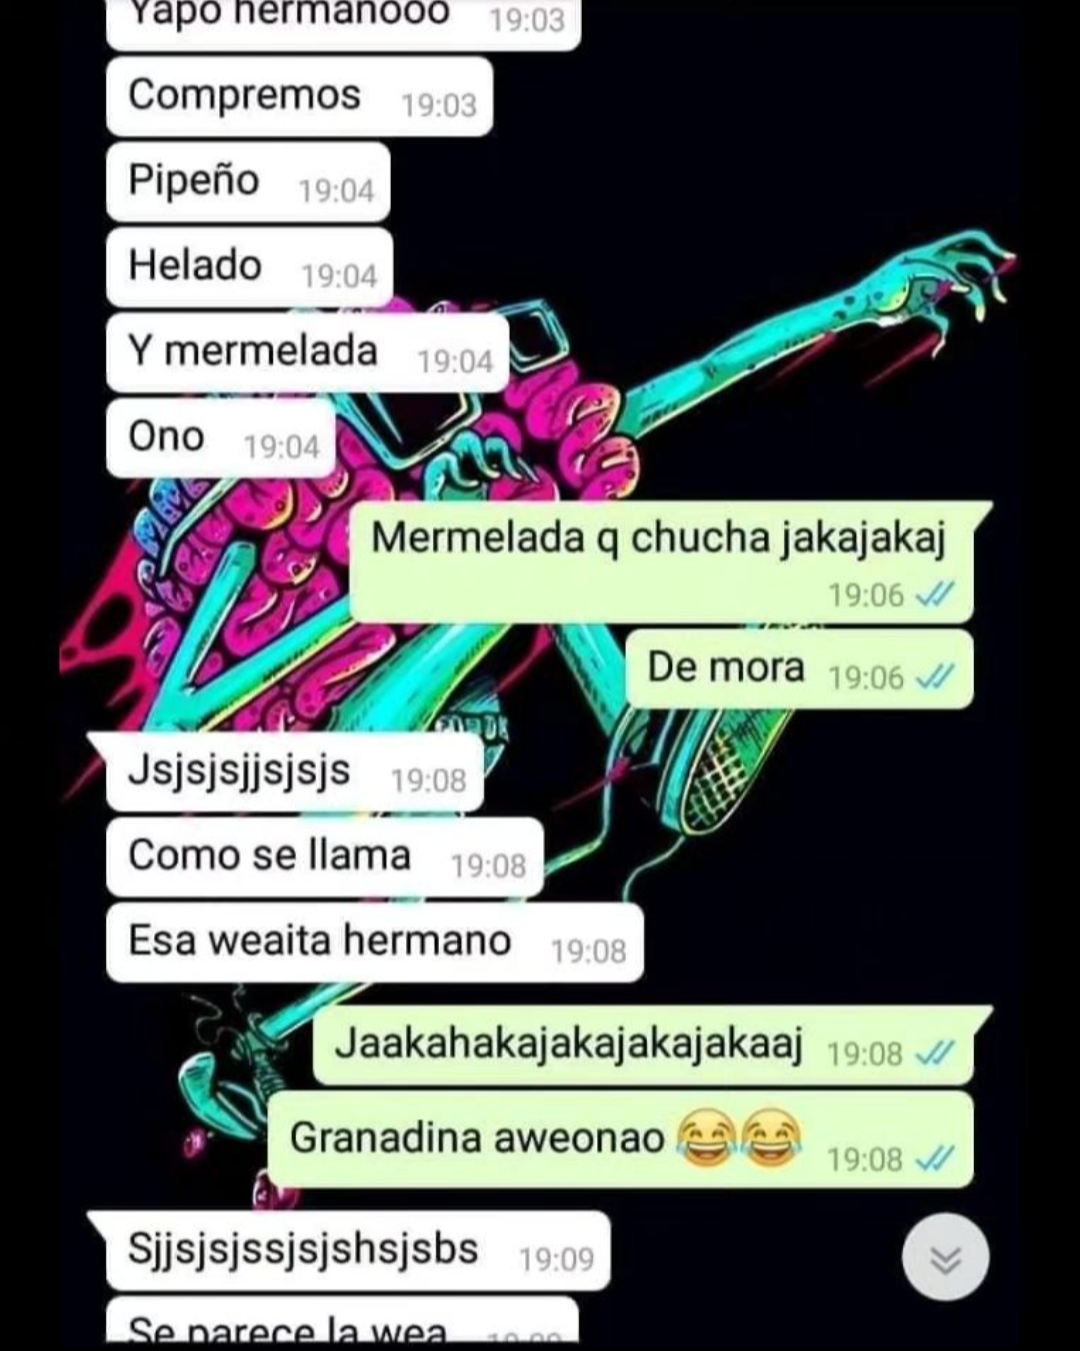 Yapo hermanooo 19:03
Compremos 19:03
Pipeño 19:04
Helado 19:04
Y mermelada 19:04
Ono 19:04
Mermelada q chucha jakajakaj
19:06
De mora 19:06
Jsjsjsjjsjsjs 19:08
Como se llama 19:08
Esa weaita hermano 19:08
Jaakahakajakajakajakaaj 19:08
Granadina aweonao 😂😂 19:08
Sjjsjsjssjsjshsjsbs 19:09
Se parece la wea